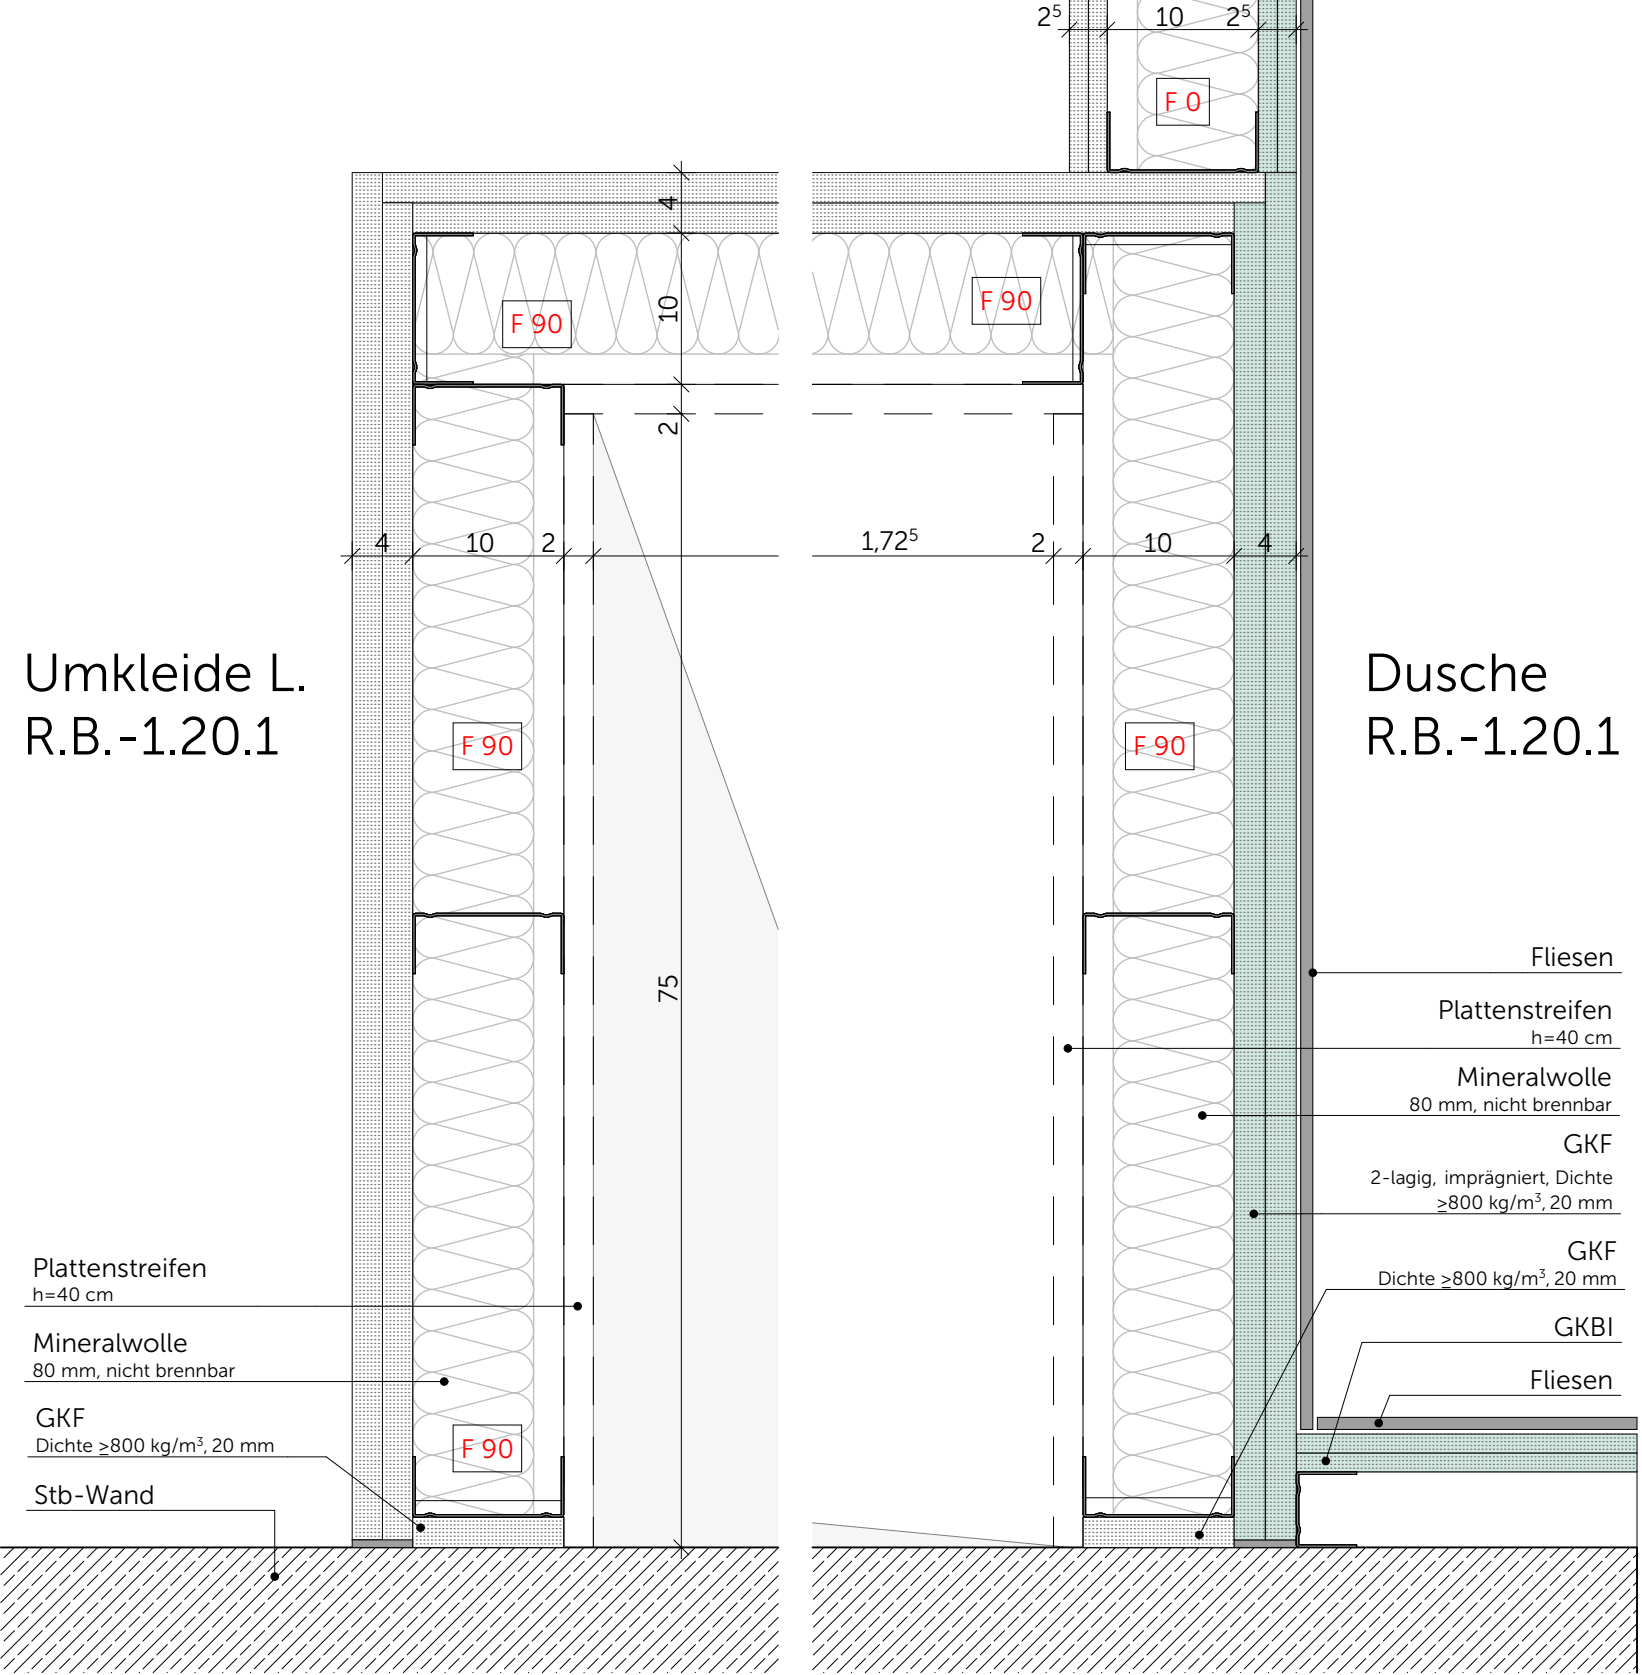 2⁵ 10 2⁵
F 0
4
10
F 90
F 90
2
4 10 2 1,72⁵ 2 10 4
Umkleide L.
R.B.-1.20.1
Dusche
R.B.-1.20.1
F 90
F 90
75
Fliesen
Plattenstreifen
h=40 cm
Mineralwolle
80 mm, nicht brennbar
GKF
2-lagig, imprägniert, Dichte
≥800 kg/m³, 20 mm
GKF
Dichte ≥800 kg/m³, 20 mm
GKBI
Fliesen
Plattenstreifen
h=40 cm
Mineralwolle
80 mm, nicht brennbar
GKF
Dichte ≥800 kg/m³, 20 mm
Stb-Wand
F 90